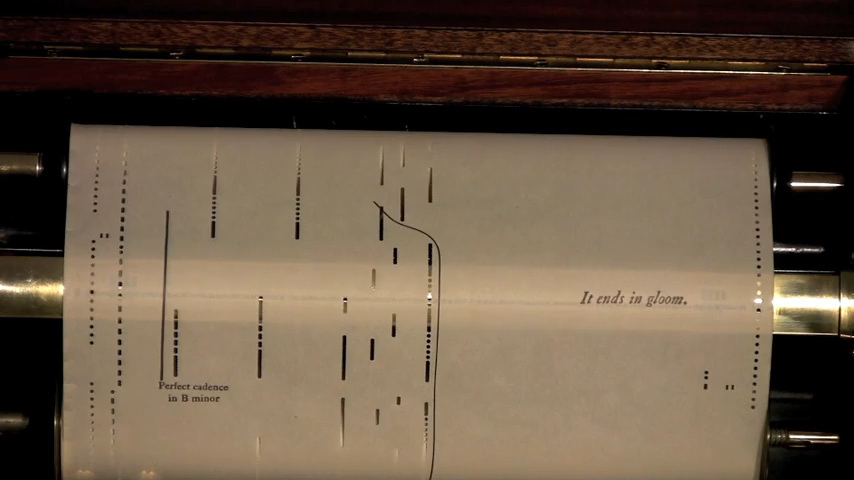 It ends in gloom.
Perfect cadence
in B minor